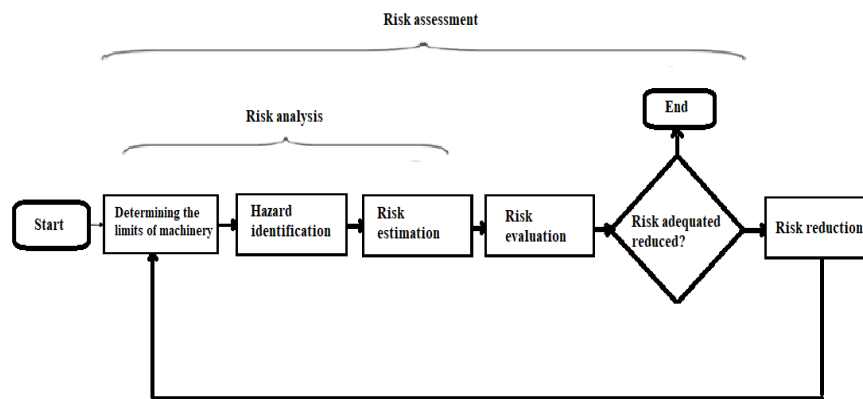 Risk assessment
Risk analysis
End
Start
Determining the
limits of machinery
Hazard
identification
Risk
estimation
Risk
evaluation
Risk adequated
reduced?
Risk reduction